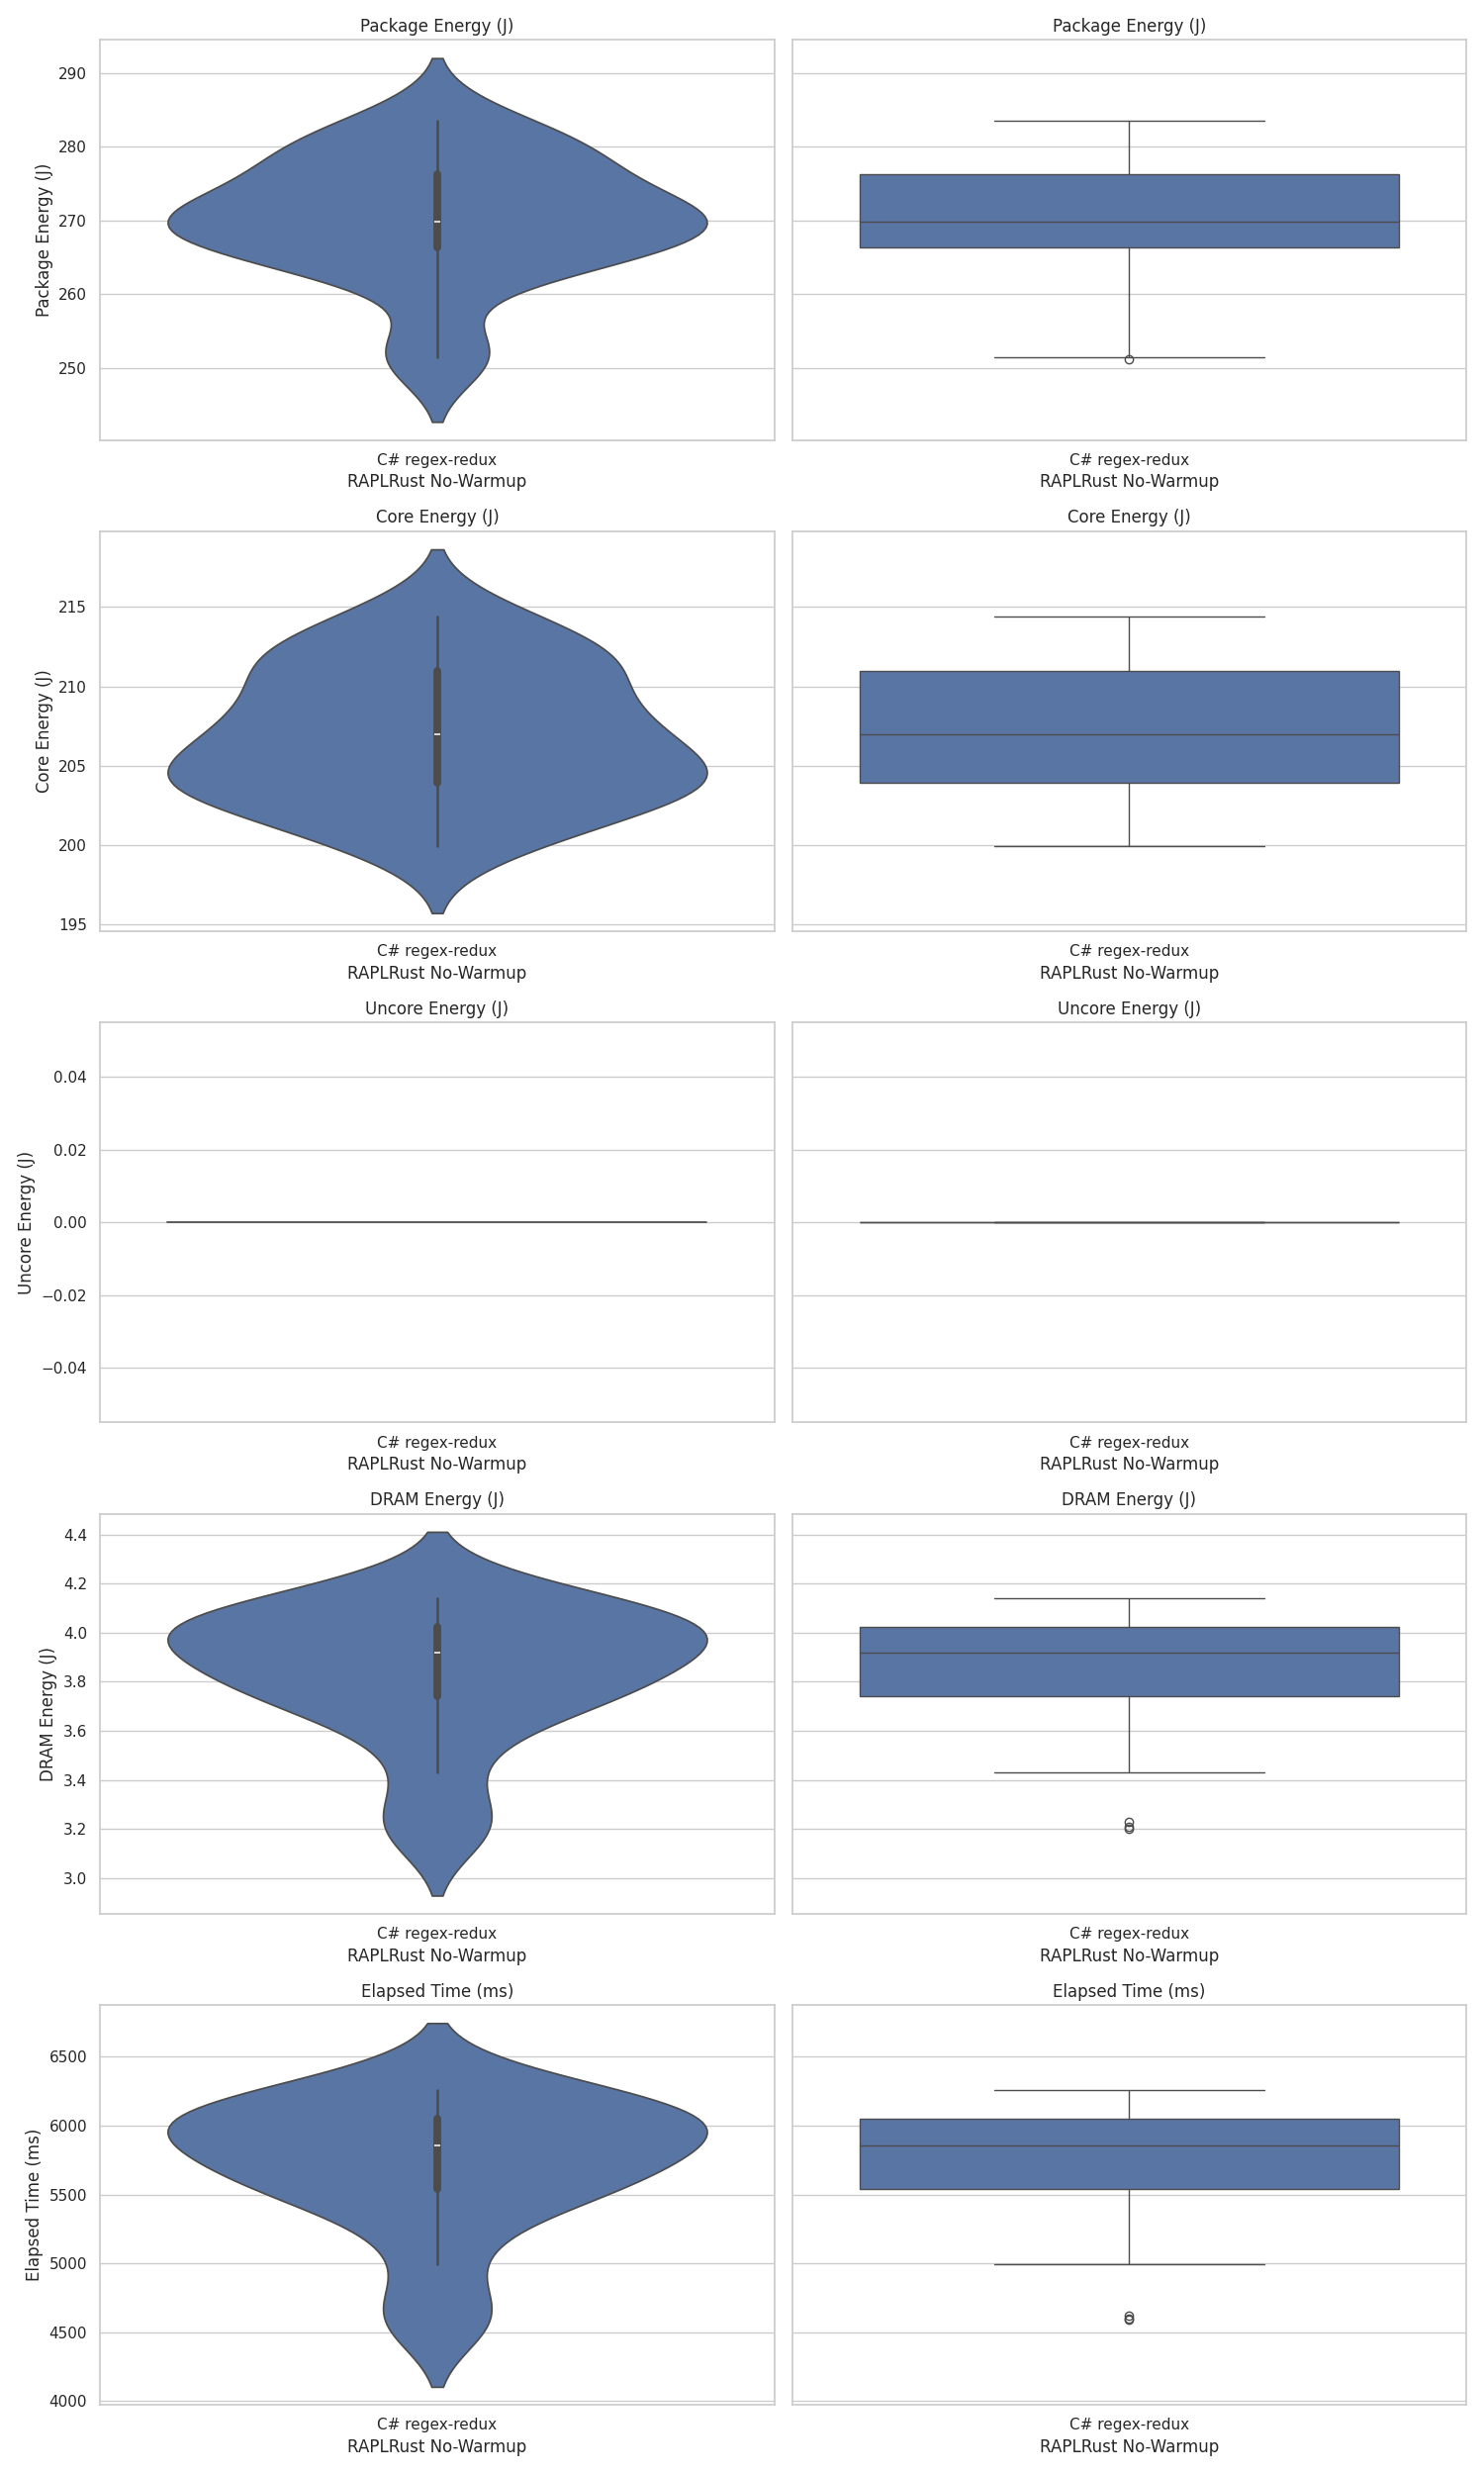 Package Energy (J)
Package Energy (J)
290
280
270
260
250
Package Energy (J)
C# regex-redux
RAPLRust No-Warmup
C# regex-redux
RAPLRust No-Warmup
Core Energy (J)
Core Energy (J)
215
210
205
200
195
Core Energy (J)
C# regex-redux
RAPLRust No-Warmup
C# regex-redux
RAPLRust No-Warmup
Uncore Energy (J)
Uncore Energy (J)
0.04
0.02
0.00
−0.02
−0.04
Uncore Energy (J)
C# regex-redux
RAPLRust No-Warmup
C# regex-redux
RAPLRust No-Warmup
DRAM Energy (J)
DRAM Energy (J)
4.4
4.2
4.0
3.8
3.6
3.4
3.2
3.0
DRAM Energy (J)
C# regex-redux
RAPLRust No-Warmup
C# regex-redux
RAPLRust No-Warmup
Elapsed Time (ms)
Elapsed Time (ms)
6500
6000
5500
5000
4500
4000
Elapsed Time (ms)
C# regex-redux
RAPLRust No-Warmup
C# regex-redux
RAPLRust No-Warmup